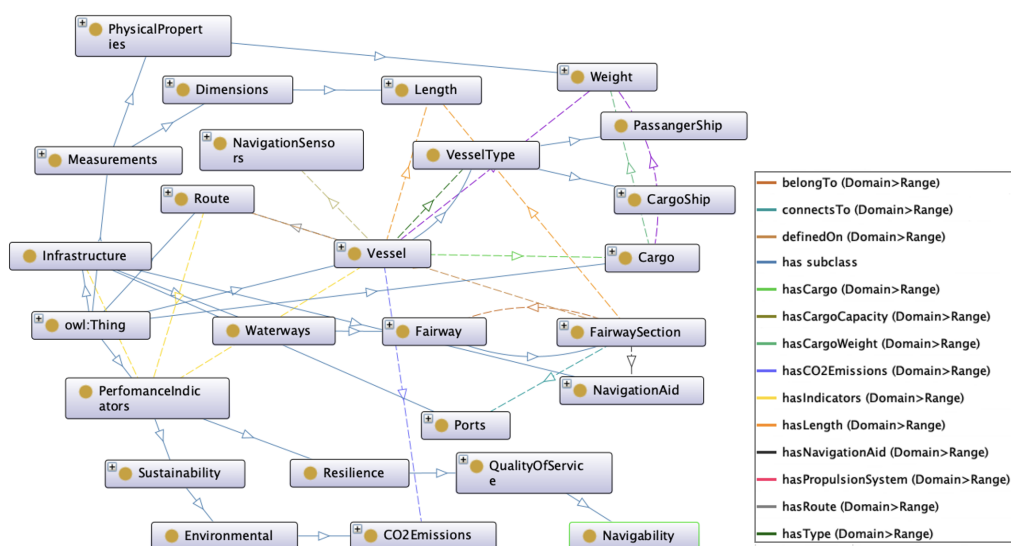 PhysicalPropert
ies
Dimensions
Length
Weight
NavigationSenso
rs
VesselType
PassangerShip
Measurements
Route
CargoShip
Infrastructure
Vessel
Cargo
owl:Thing
Waterways
Fairway
FairwaySection
PerfomanceIndic
ators
NavigationAid
Ports
Sustainability
Resilience
QualityOfServic
e
Environmental
CO2Emissions
Navigability
belongTo (Domain>Range)
connectsTo (Domain>Range)
definedOn (Domain>Range)
has subclass
hasCargo (Domain>Range)
hasCargoCapacity (Domain>Range)
hasCargoWeight (Domain>Range)
hasCO2Emissions (Domain>Range)
hasIndicators (Domain>Range)
hasLength (Domain>Range)
hasNavigationAid (Domain>Range)
hasPropulsionSystem (Domain>Range)
hasRoute (Domain>Range)
hasType (Domain>Range)